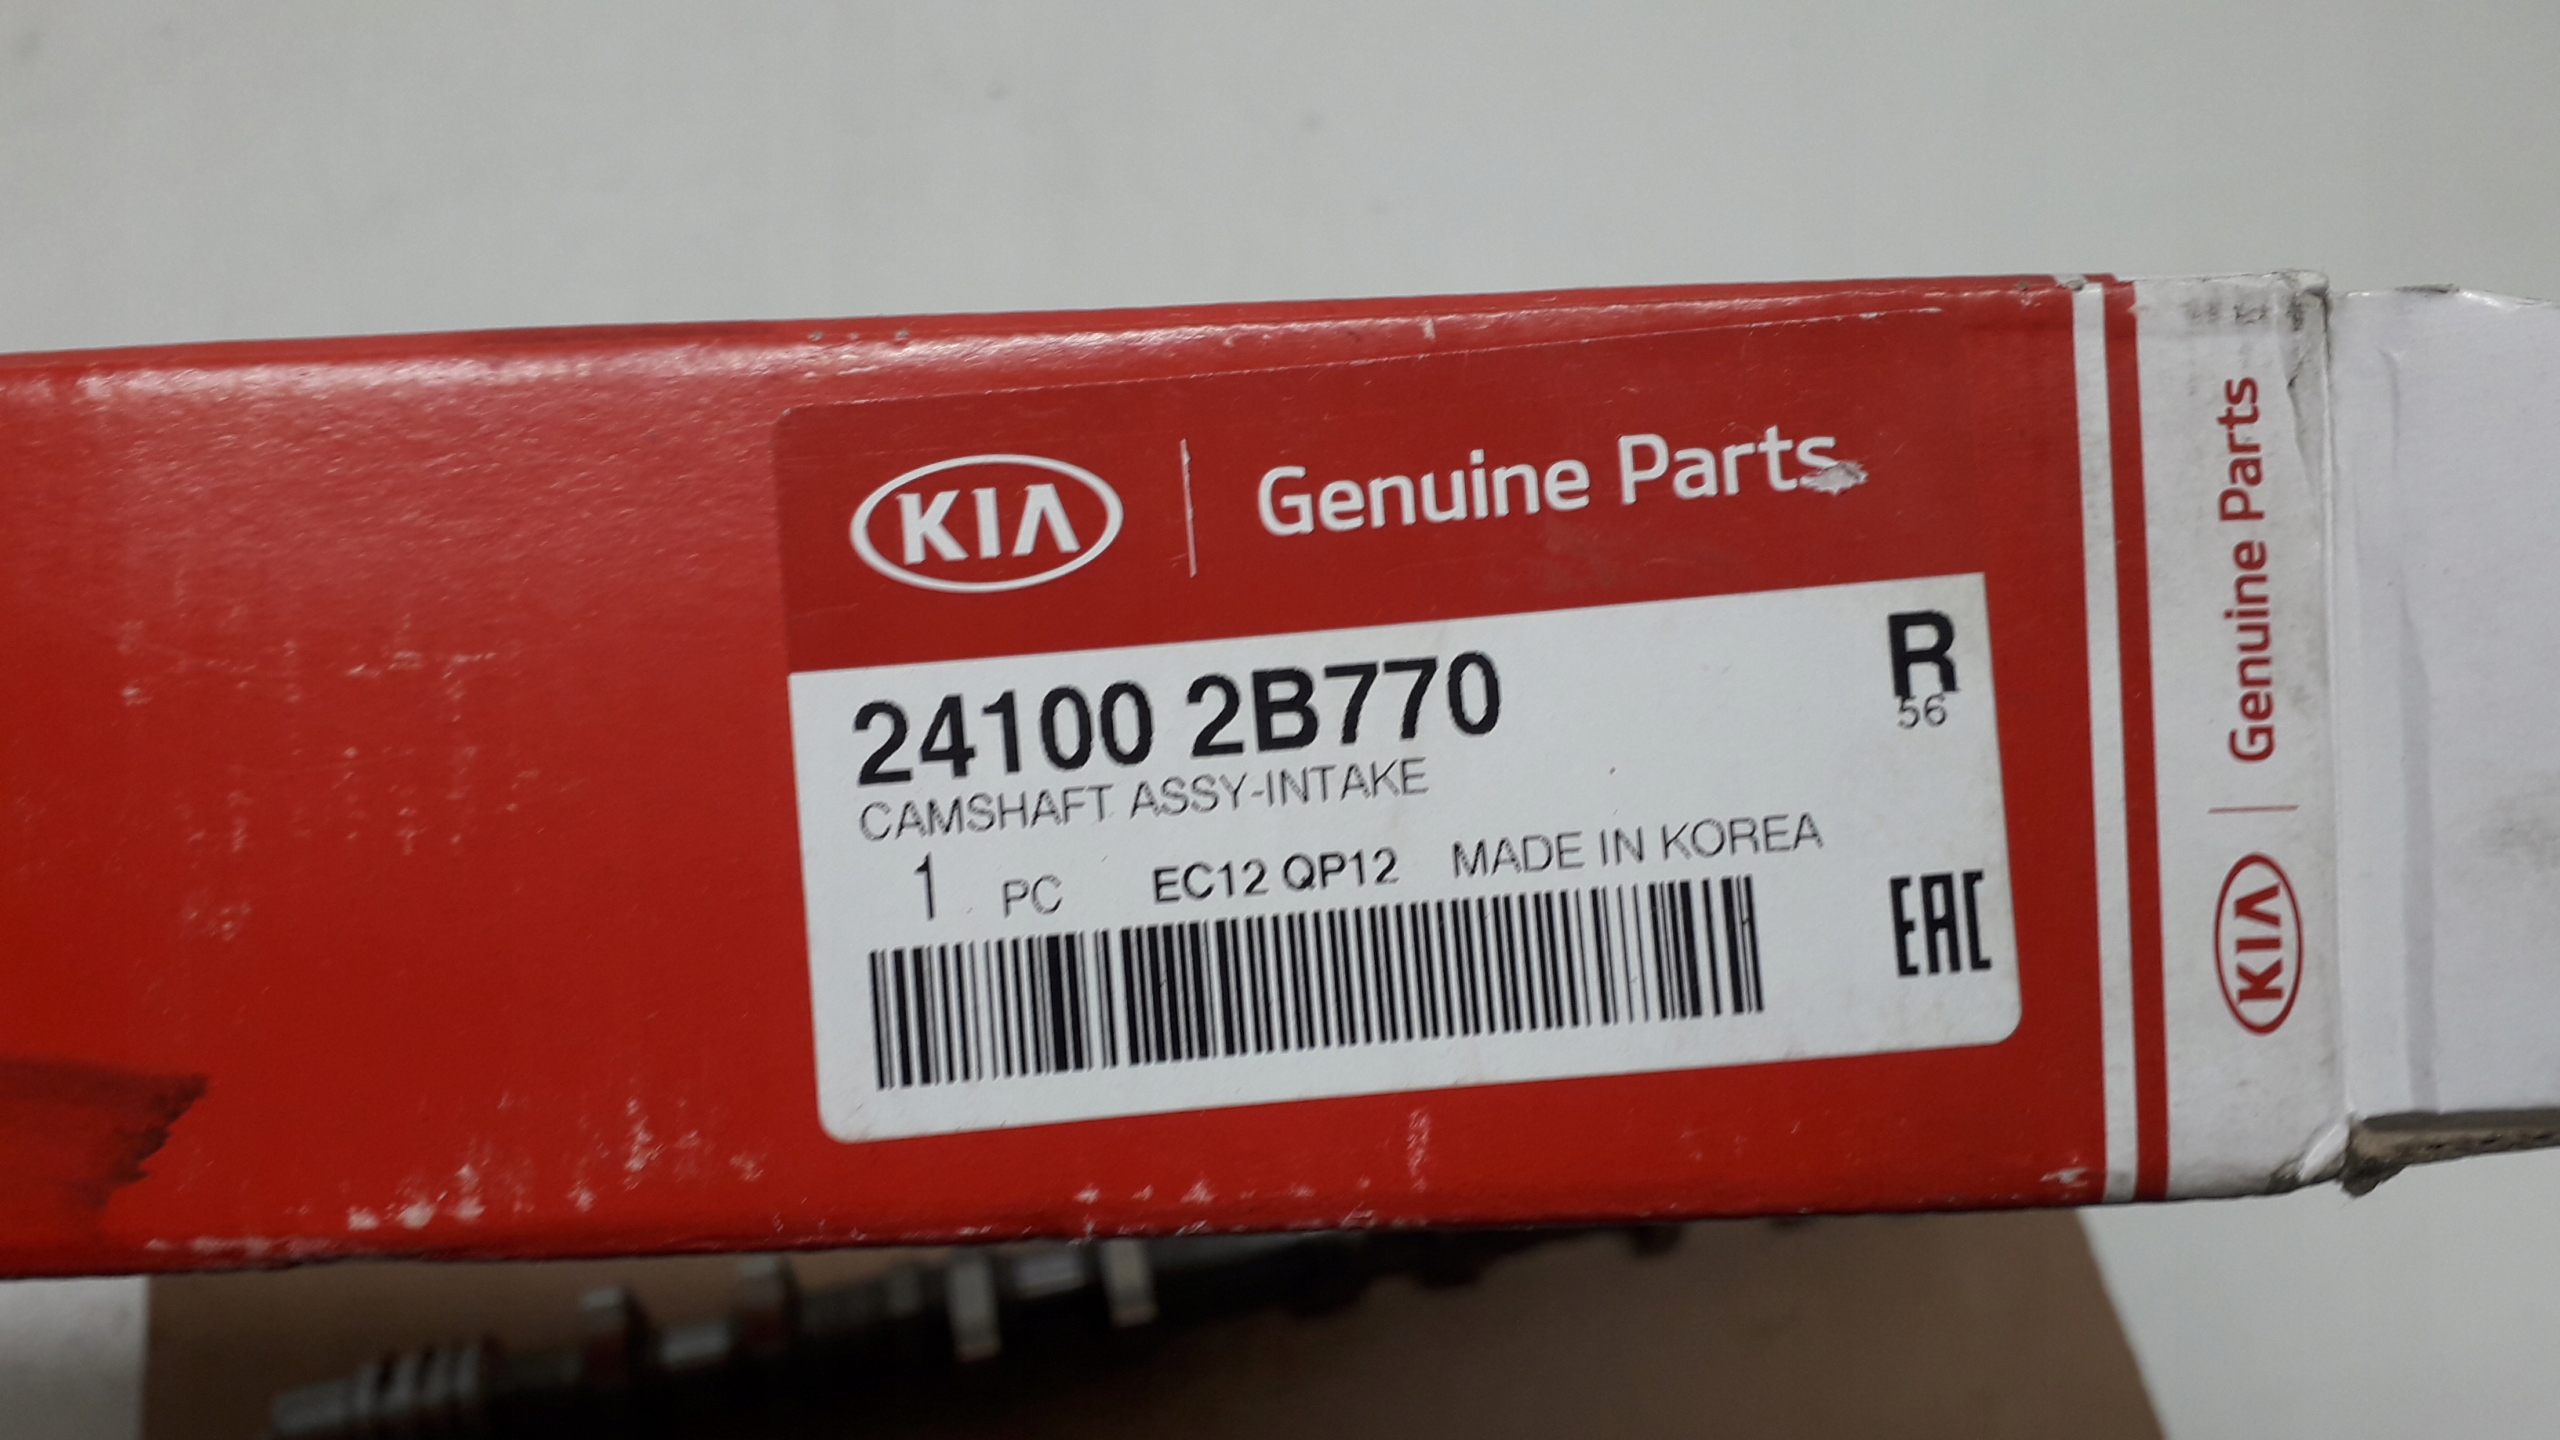 KIA Genuine Parts
24100 2B770
R
56
CAMSHAFT ASSY-INTAKE
1 PC EC12 QP12 MADE IN KOREA
EAC
KIA Genuine Parts